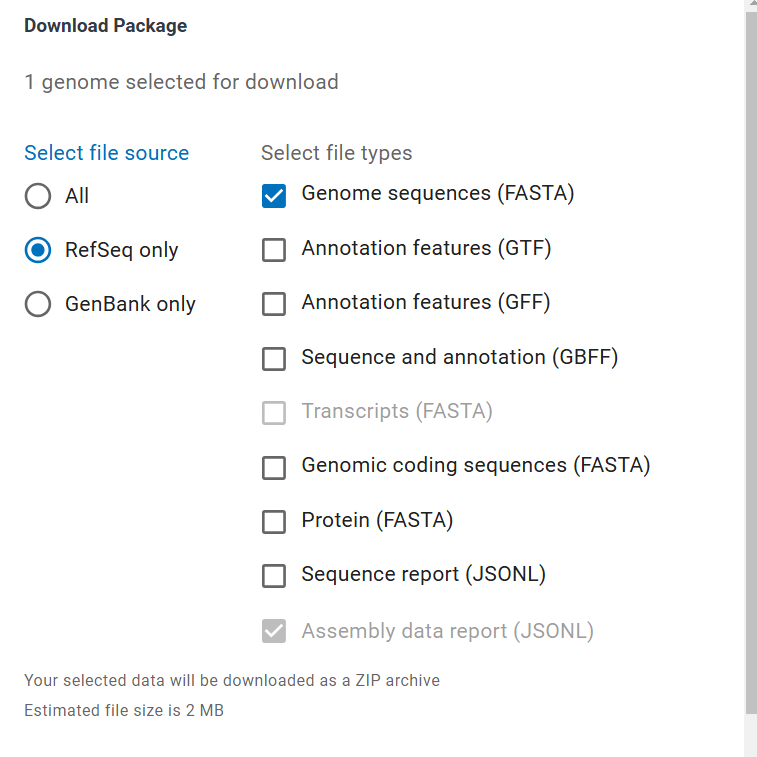 Download Package
1 genome selected for download
Select file source
All
RefSeq only
GenBank only
Select file types
Genome sequences (FASTA)
Annotation features (GTF)
Annotation features (GFF)
Sequence and annotation (GBFF)
Transcripts (FASTA)
Genomic coding sequences (FASTA)
Protein (FASTA)
Sequence report (JSONL)
Assembly data report (JSONL)
Your selected data will be downloaded as a ZIP archive
Estimated file size is 2 MB